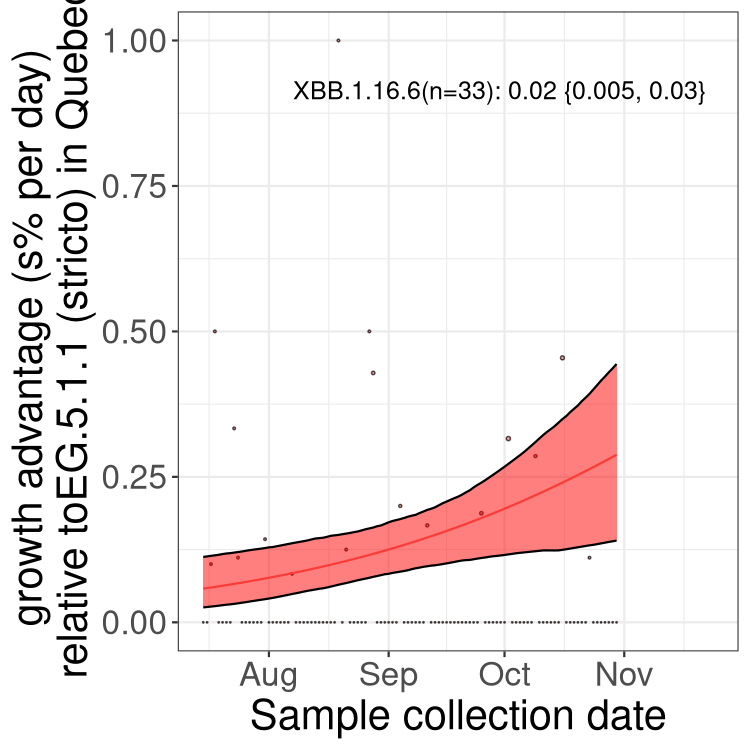 growth advantage (s% per day)
relative toEG.5.1.1 (stricto) in Quebec
1.00
0.75
0.50
0.25
0.00
XBB.1.16.6(n=33): 0.02 {0.005, 0.03}
Aug Sep Oct Nov
Sample collection date